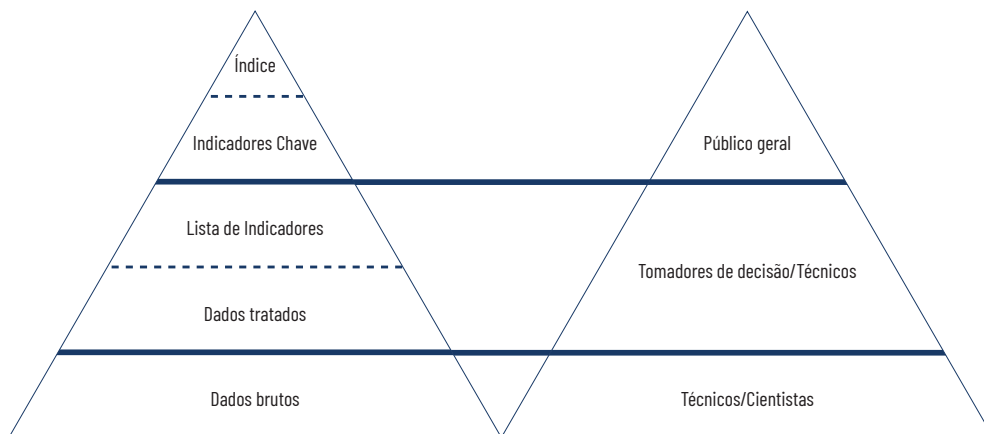 Índice
Indicadores Chave
Público geral
Lista de Indicadores
Tomadores de decisão/Técnicos
Dados tratados
Dados brutos
Técnicos/Cientistas